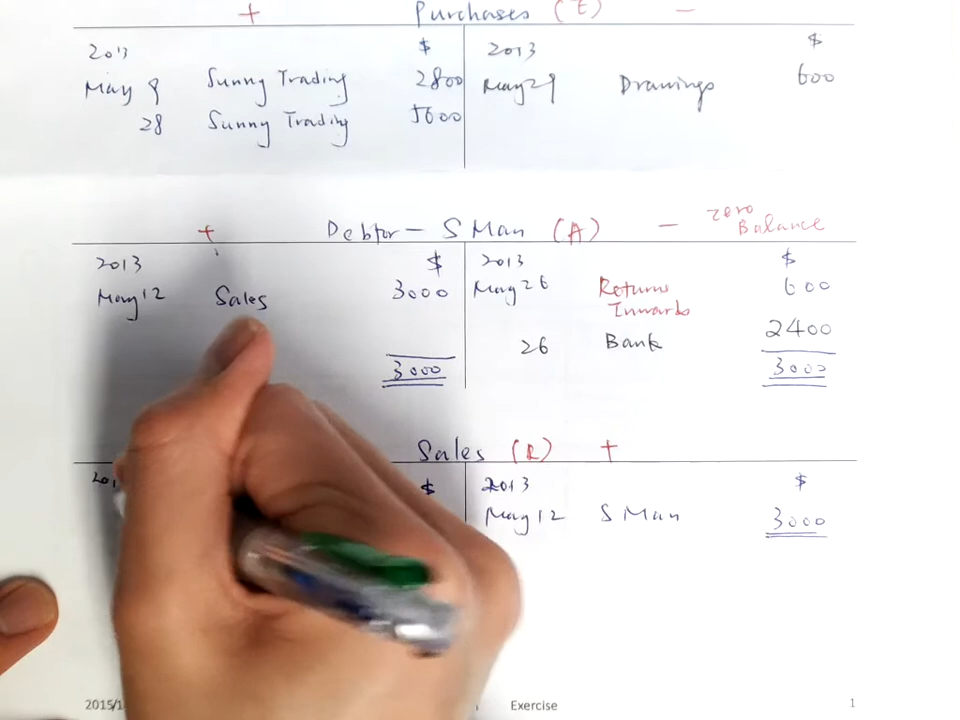 + Purchases (E) −
2013 $ 2013 $
May 9 Sunny Trading 2800 May 29 Drawings 600
28 Sunny Trading 5600
+ Debtor – S Man (A) − zero Balance
2013 $ 2013 $
May 12 Sales 3000 May 26 Returns Inwards 600
26 Bank 2400
3000 3000
Sales (R) +
$ 2013 $
May 12 S Man 3000
Exercise 1